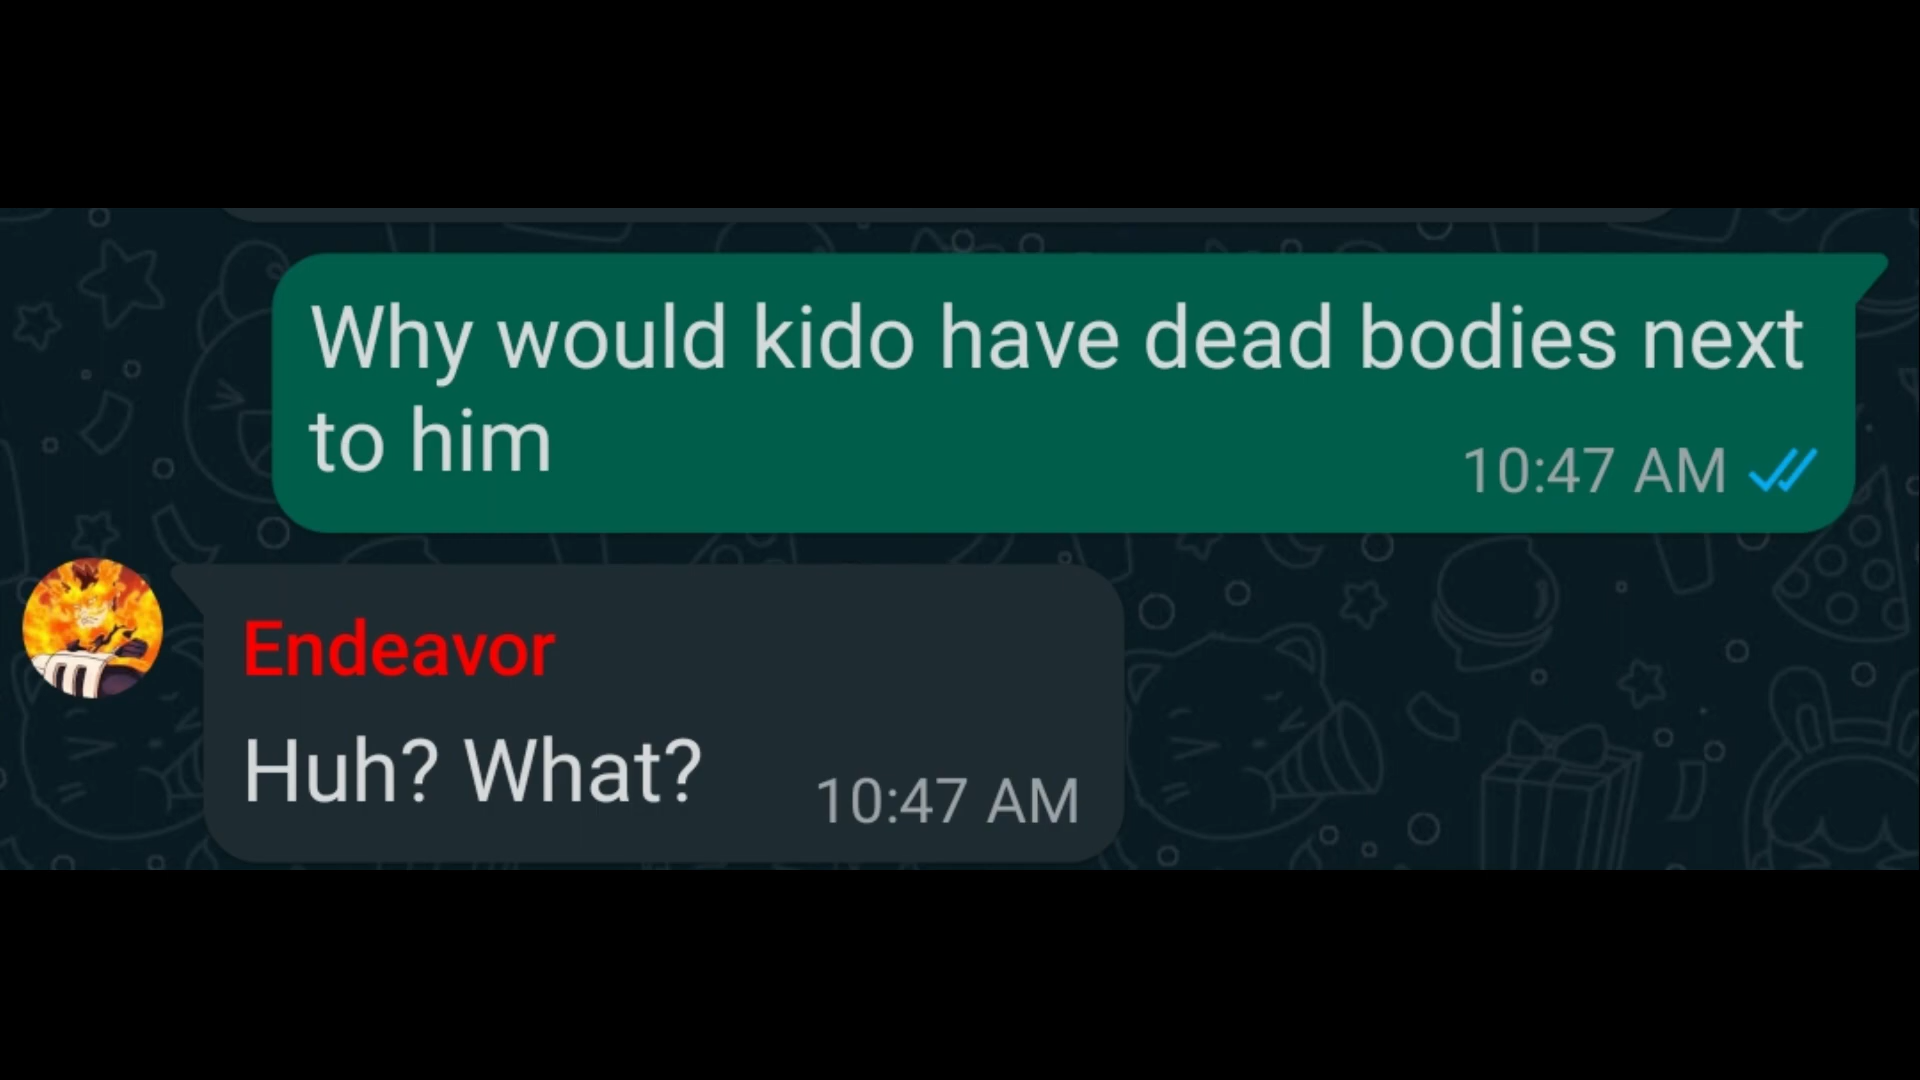 Why would kido have dead bodies next
to him
10:47 AM
Endeavor
Huh? What?
10:47 AM